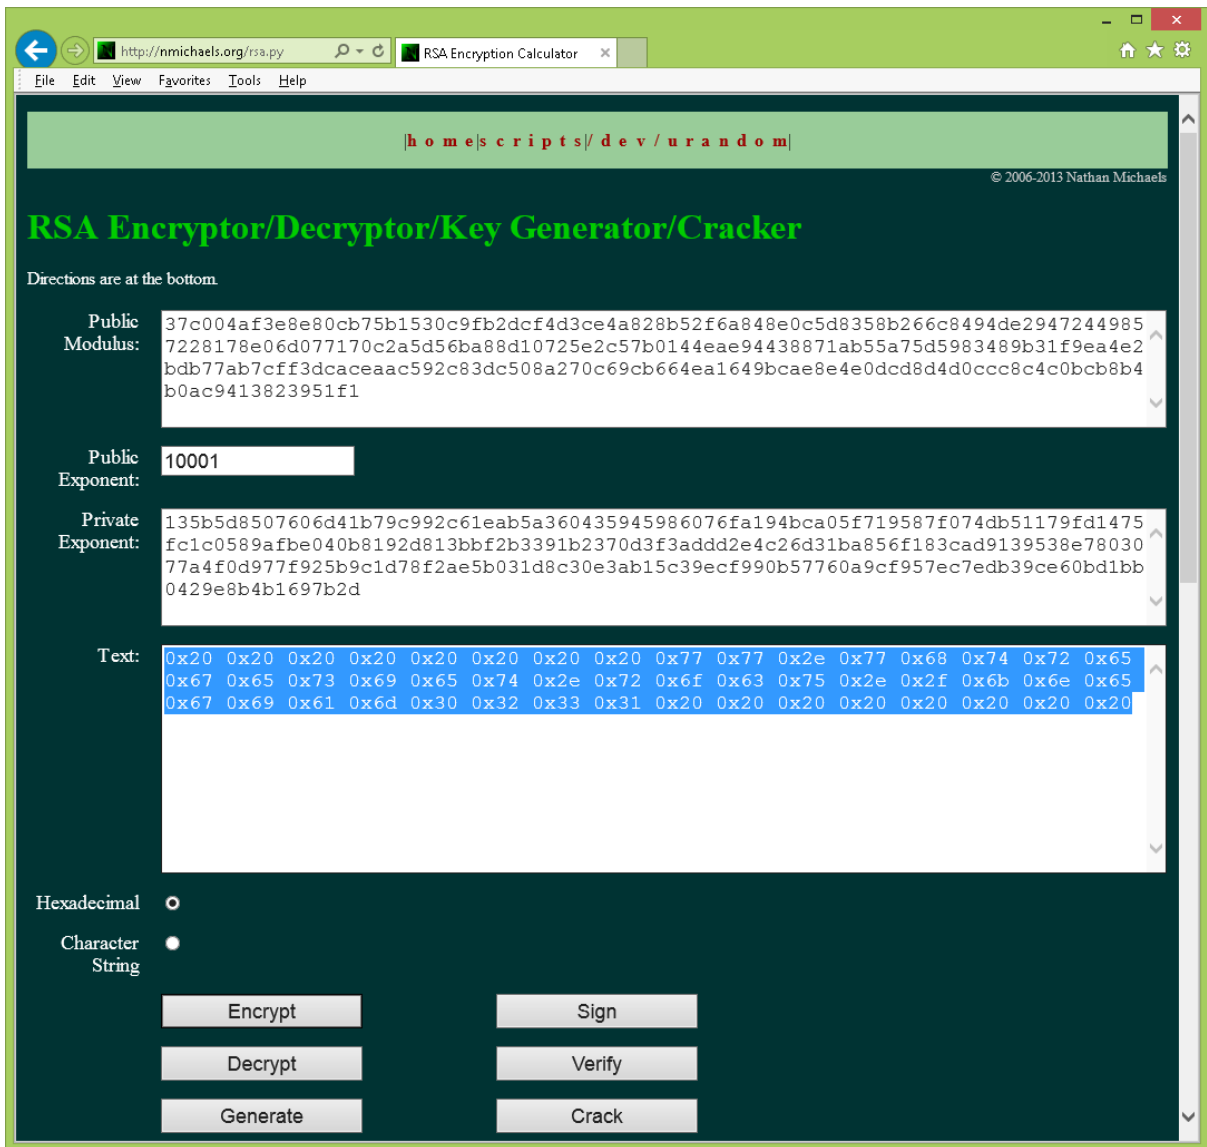 http://nmichaels.org/rsa.py
RSA Encryption Calculator
File Edit View Favorites Tools Help
|h o m e|s c r i p t s|/ d e v / u r a n d o m|
© 2006-2013 Nathan Michaels
RSA Encryptor/Decryptor/Key Generator/Cracker
Directions are at the bottom.
Public Modulus:
37c004af3e8e80cb75b1530c9fb2dcf4d3ce4a828b52f6a848e0c5d8358b266c8494de2947244985
7228178e06d077170c2a5d56ba88d10725e2c57b0144eae94438871ab55a75d5983489b31f9ea4e2
bdb77ab7cff3dcaceaac592c83dc508a270c69cb664ea1649bcae8e4e0dcd8d4d0ccc8c4c0bcb8b4
b0ac9413823951f1
Public Exponent:
10001
Private Exponent:
135b5d8507606d41b79c992c61eab5a360435945986076fa194bca05f719587f074db51179fd1475
fc1c0589afbe040b8192d813bbf2b3391b2370d3f3addd2e4c26d31ba856f183cad9139538e78030
77a4f0d977f925b9c1d78f2ae5b031d8c30e3ab15c39ecf990b57760a9cf957ec7edb39ce60bd1bb
0429e8b4b1697b2d
Text:
0x20 0x20 0x20 0x20 0x20 0x20 0x20 0x20 0x77 0x77 0x2e 0x77 0x68 0x74 0x72 0x65
0x67 0x65 0x73 0x69 0x65 0x74 0x2e 0x72 0x6f 0x63 0x75 0x2e 0x2f 0x6b 0x6e 0x65
0x67 0x69 0x61 0x6d 0x30 0x32 0x33 0x31 0x20 0x20 0x20 0x20 0x20 0x20 0x20 0x20
Hexadecimal
Character String
Encrypt Sign
Decrypt Verify
Generate Crack